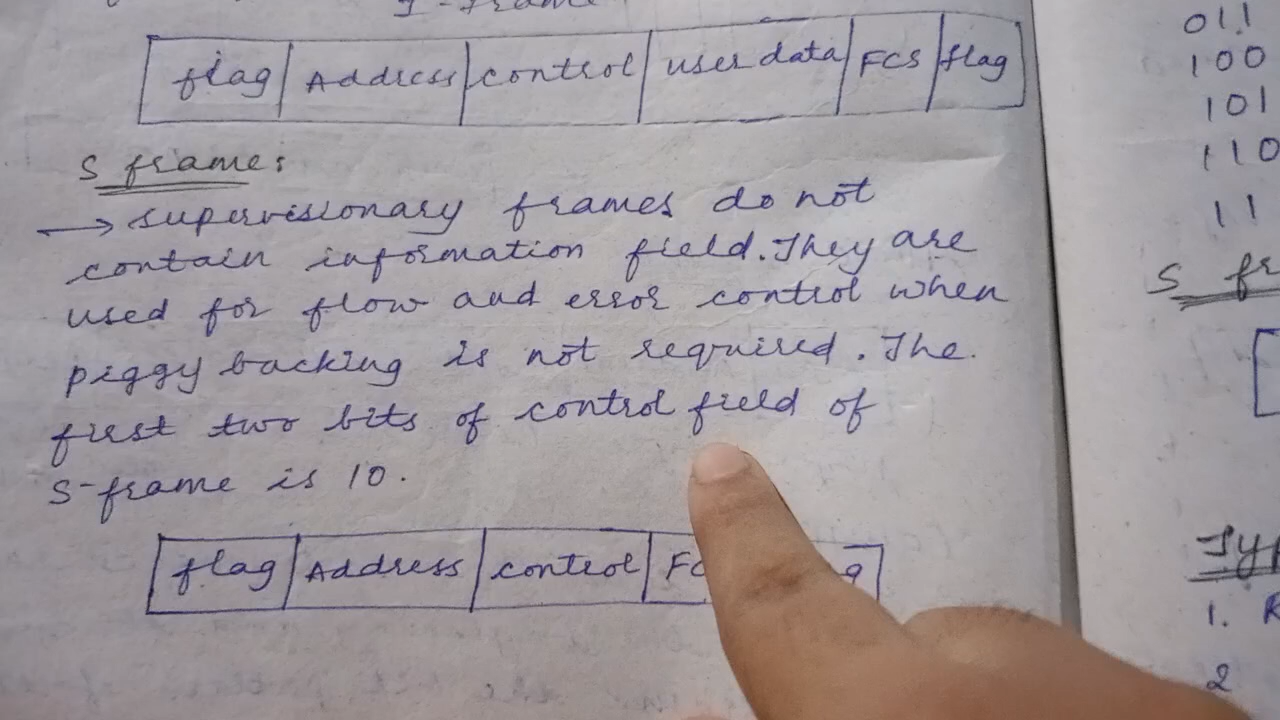 I-frame
flag Address control user data FCS flag
S frame:
→ supervisionary frames do not
contain information field. They are
used for flow and error control when
piggy backing is not required. The
first two bits of control field of
S-frame is 10.
flag Address control
011
100
101
110
11
S fr
1.
2